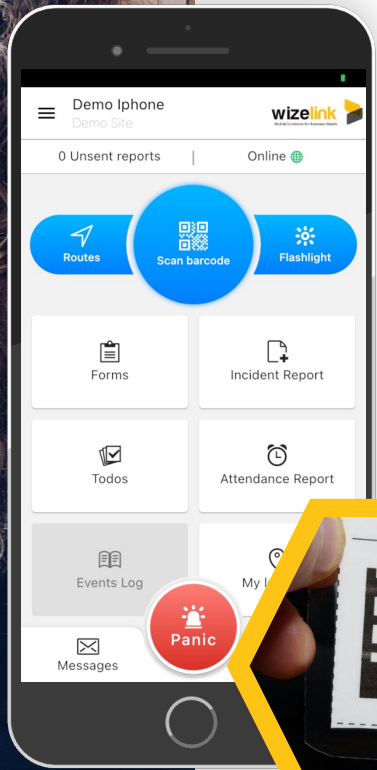 Demo Iphone
Demo Site
wizelink
0 Unsent reports | Online
Routes
Scan barcode
Flashlight
Forms
Incident Report
Todos
Attendance Report
Events Log
My
Panic
Messages